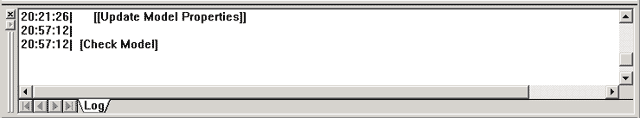 20:21:26|      [[Update Model Properties]]
20:57:12|
20:57:12|  [Check Model]
Log